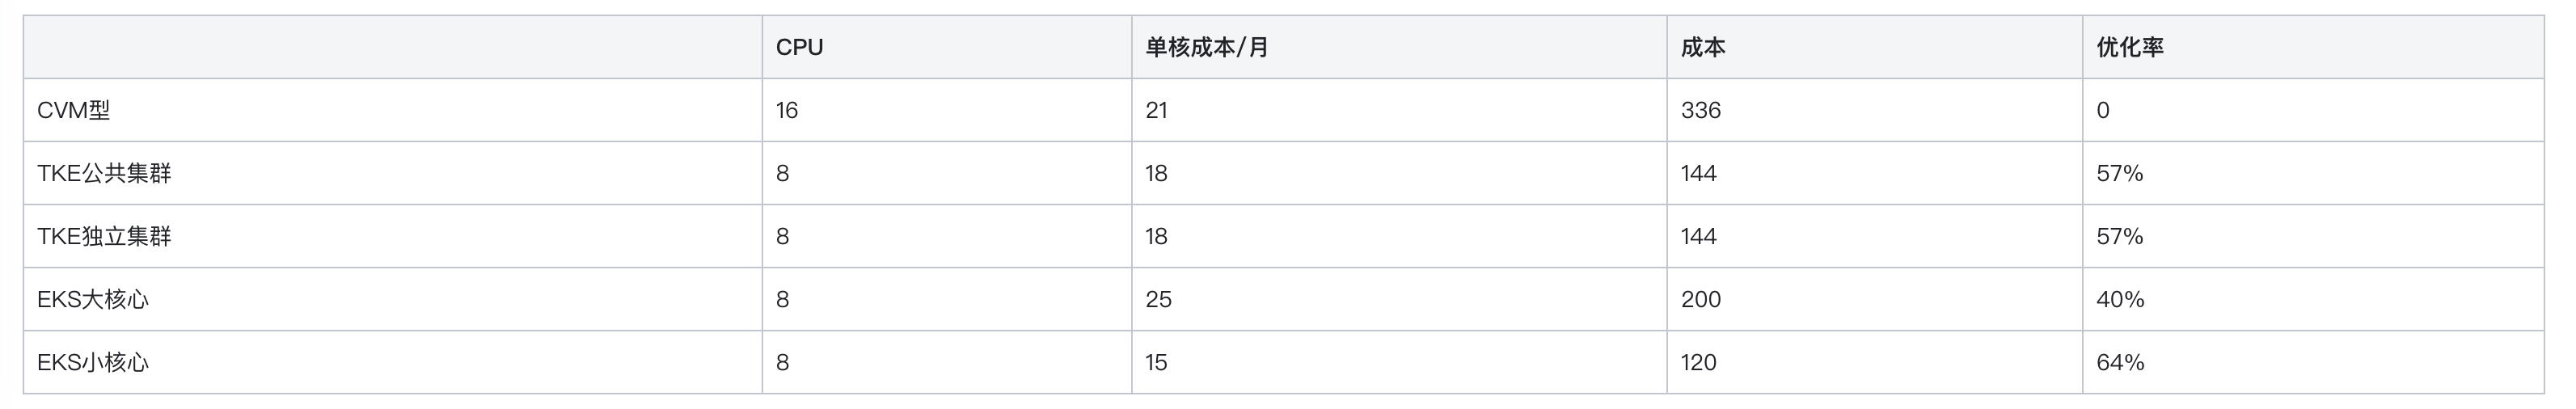 CPU 单核成本/月 成本 优化率
CVM型 16 21 336 0
TKE公共集群 8 18 144 57%
TKE独立集群 8 18 144 57%
EKS大核心 8 25 200 40%
EKS小核心 8 15 120 64%